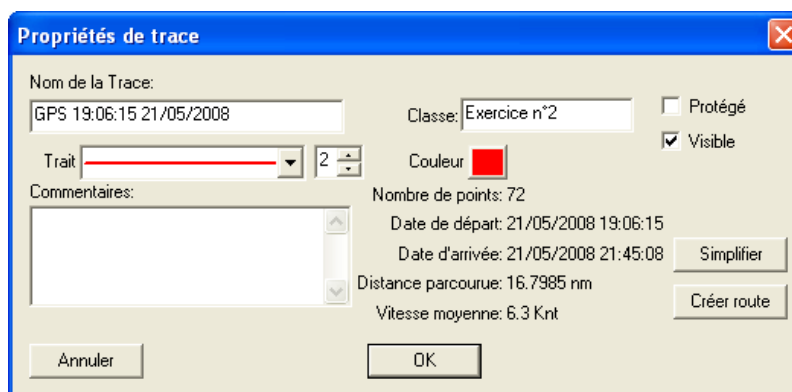 Propriétés de trace
Nom de la Trace:
GPS 19:06:15 21/05/2008
Classe: Exercice n°2
Protégé
Visible
Trait
2
Couleur
Commentaires:
Nombre de points: 72
Date de départ: 21/05/2008 19:06:15
Date d'arrivée: 21/05/2008 21:45:08
Simplifier
Distance parcourue: 16.7985 nm
Vitesse moyenne: 6.3 Knt
Créer route
Annuler
OK